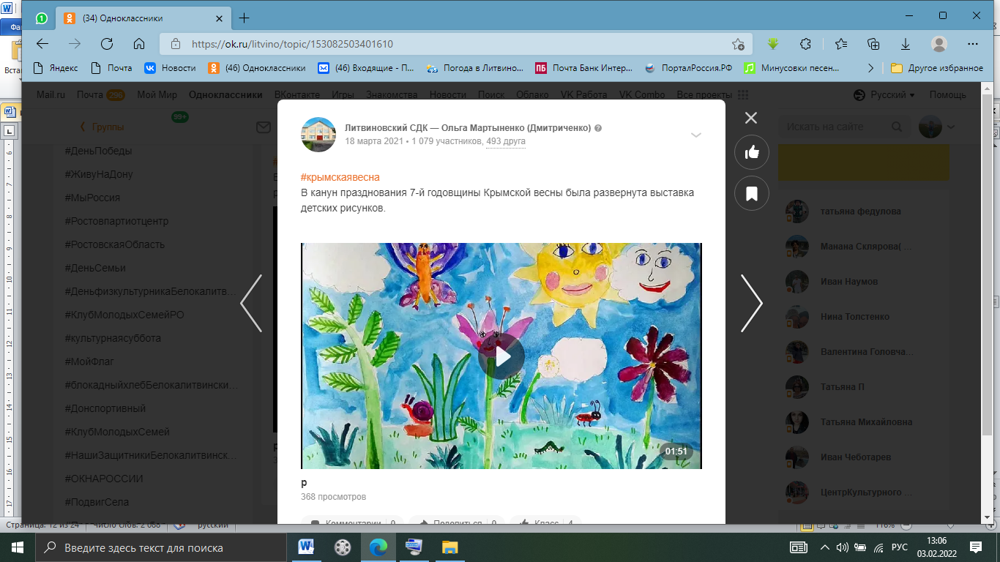 (34) Одноклассники
https://ok.ru/litvino/topic/153082503401610
Яндекс
Почта
Новости
(46) Одноклассники
(46) Входящие - П...
Погода в Литвино...
Почта Банк Интер...
ПорталРоссия.РФ
Минусовки песен...
Другое избранное
Mail.ru
Почта 296
Мой Мир
Одноклассники
ВКонтакте
Игры
Знакомства
Новости
Поиск
Облако
VK Работа
VK Combo
Все проекты
Русский
Помощь
Группы
99+
Искать на сайте
#ДеньПобеды
#ЖивуНаДону
#МыРоссия
#Ростовпартиотцентр
#РостовскаяОбласть
#ДеньСемьи
#ДеньфизкультурникаБелокалитв...
#КлубМолодыхСемейРО
#культурнаясуббота
#МойФлаг
#блокадныйхлебБелокалитвински...
#Донспортивный
#КлубМолодыхСемей
#НашиЗащитникиБелокалитвинск...
#ОКНАРОССИИ
#ПодвигСела
Литвиновский СДК — Ольга Мартыненко (Дмитриченко)
18 марта 2021 • 1 079 участников, 493 друга
#крымскаявесна
В канун празднования 7-й годовщины Крымской весны была развернута выставка
детских рисунков.
01:51
р
368 просмотров
Комментарии 0
Поделиться 0
Класс 4
татьяна федулова
Манана Склярова( ...
Иван Наумов
Нина Толстенко
Валентина Головча...
Татьяна П
Татьяна Михайловна
Иван Чеботарев
ЦентрКультурного ...
Страница: 12 из 24
Число слов: 2 088
русский
116%
Введите здесь текст для поиска
РУС
13:06
03.02.2022